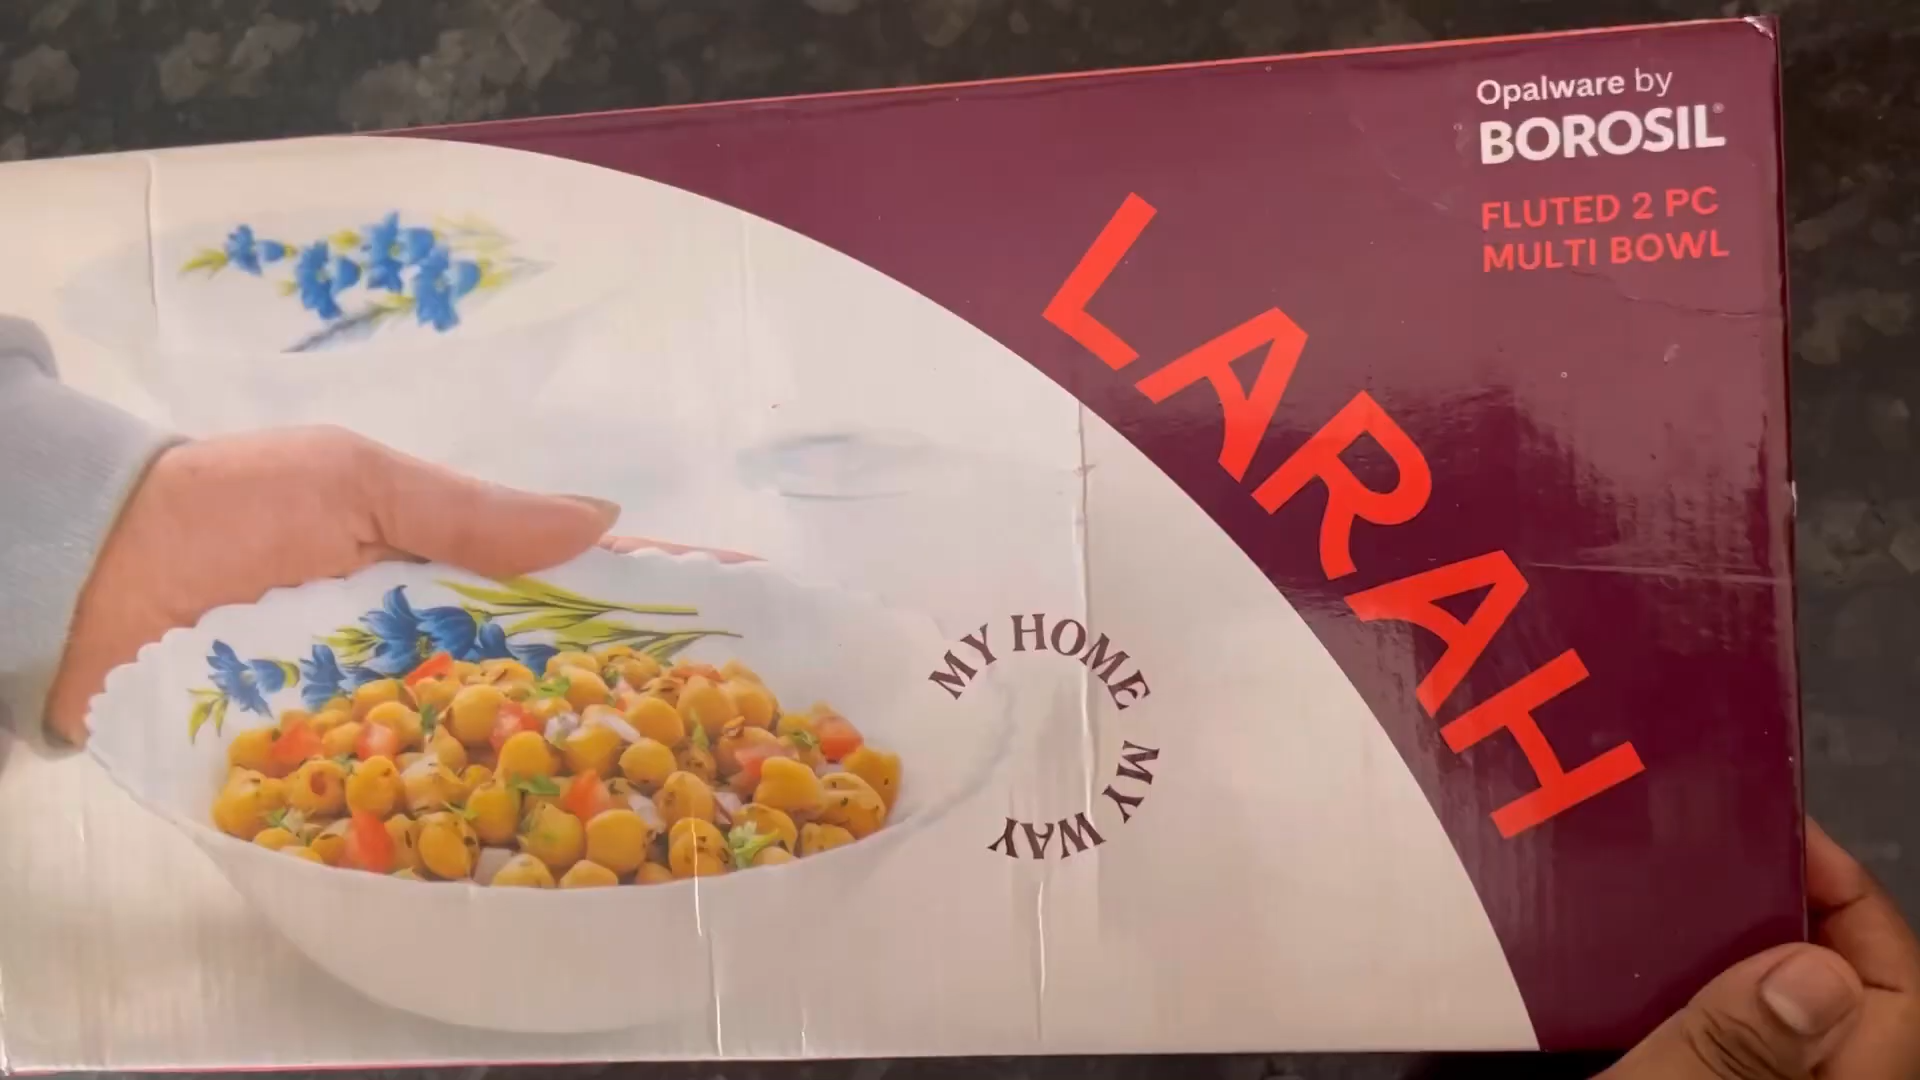 Opalware by
BOROSIL®
FLUTED 2 PC
MULTI BOWL
LARAH
MY HOME MY WAY